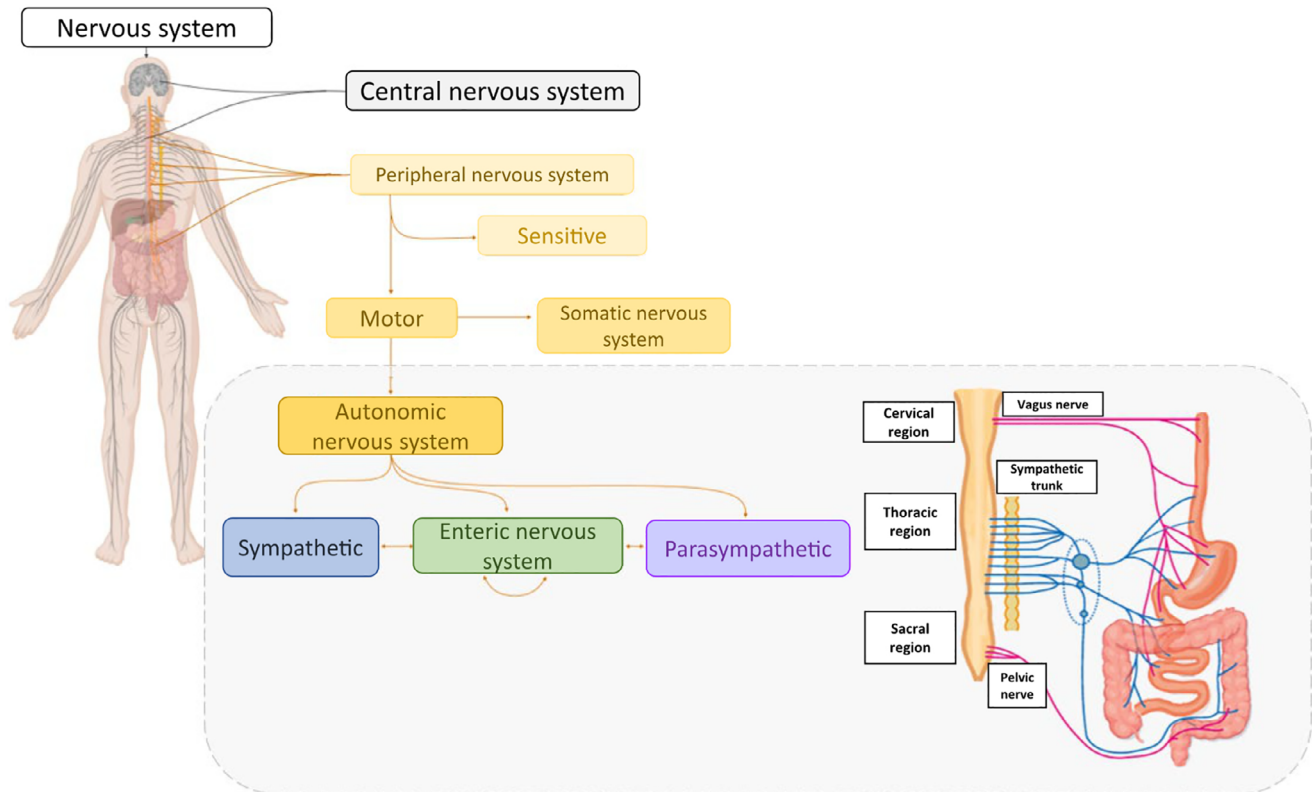 Nervous system
Central nervous system
Peripheral nervous system
Sensitive
Motor
Somatic nervous
system
Autonomic
nervous system
Sympathetic
Enteric nervous
system
Parasympathetic
Cervical
region
Vagus nerve
Sympathetic
trunk
Thoracic
region
Sacral
region
Pelvic
nerve